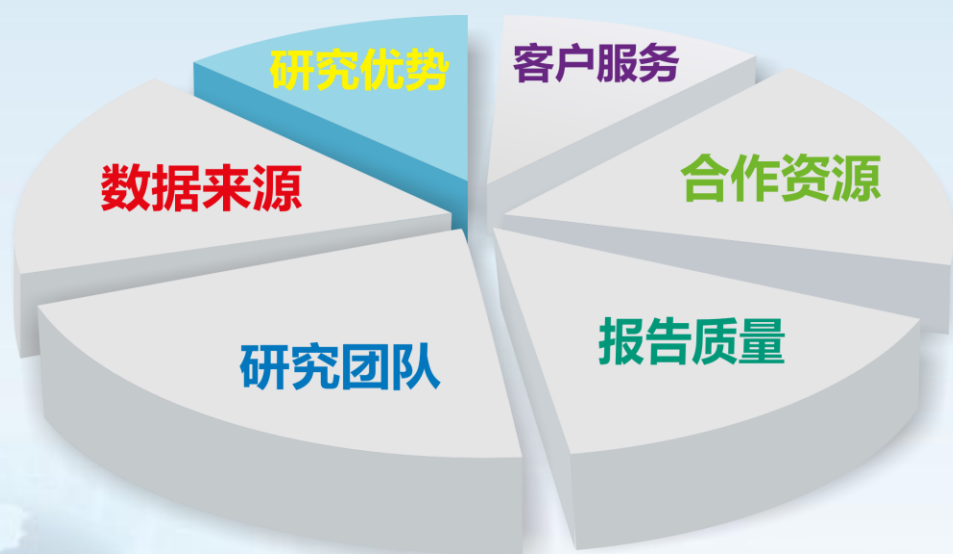 研究优势
客户服务
数据来源
合作资源
研究团队
报告质量